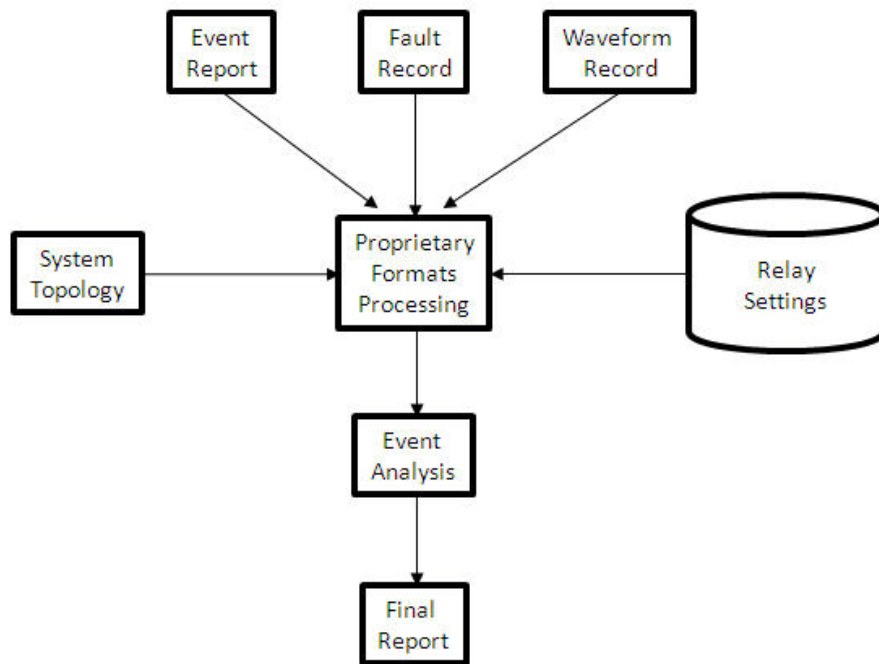 Event
Report
Fault
Record
Waveform
Record
System
Topology
Proprietary
Formats
Processing
Relay
Settings
Event
Analysis
Final
Report